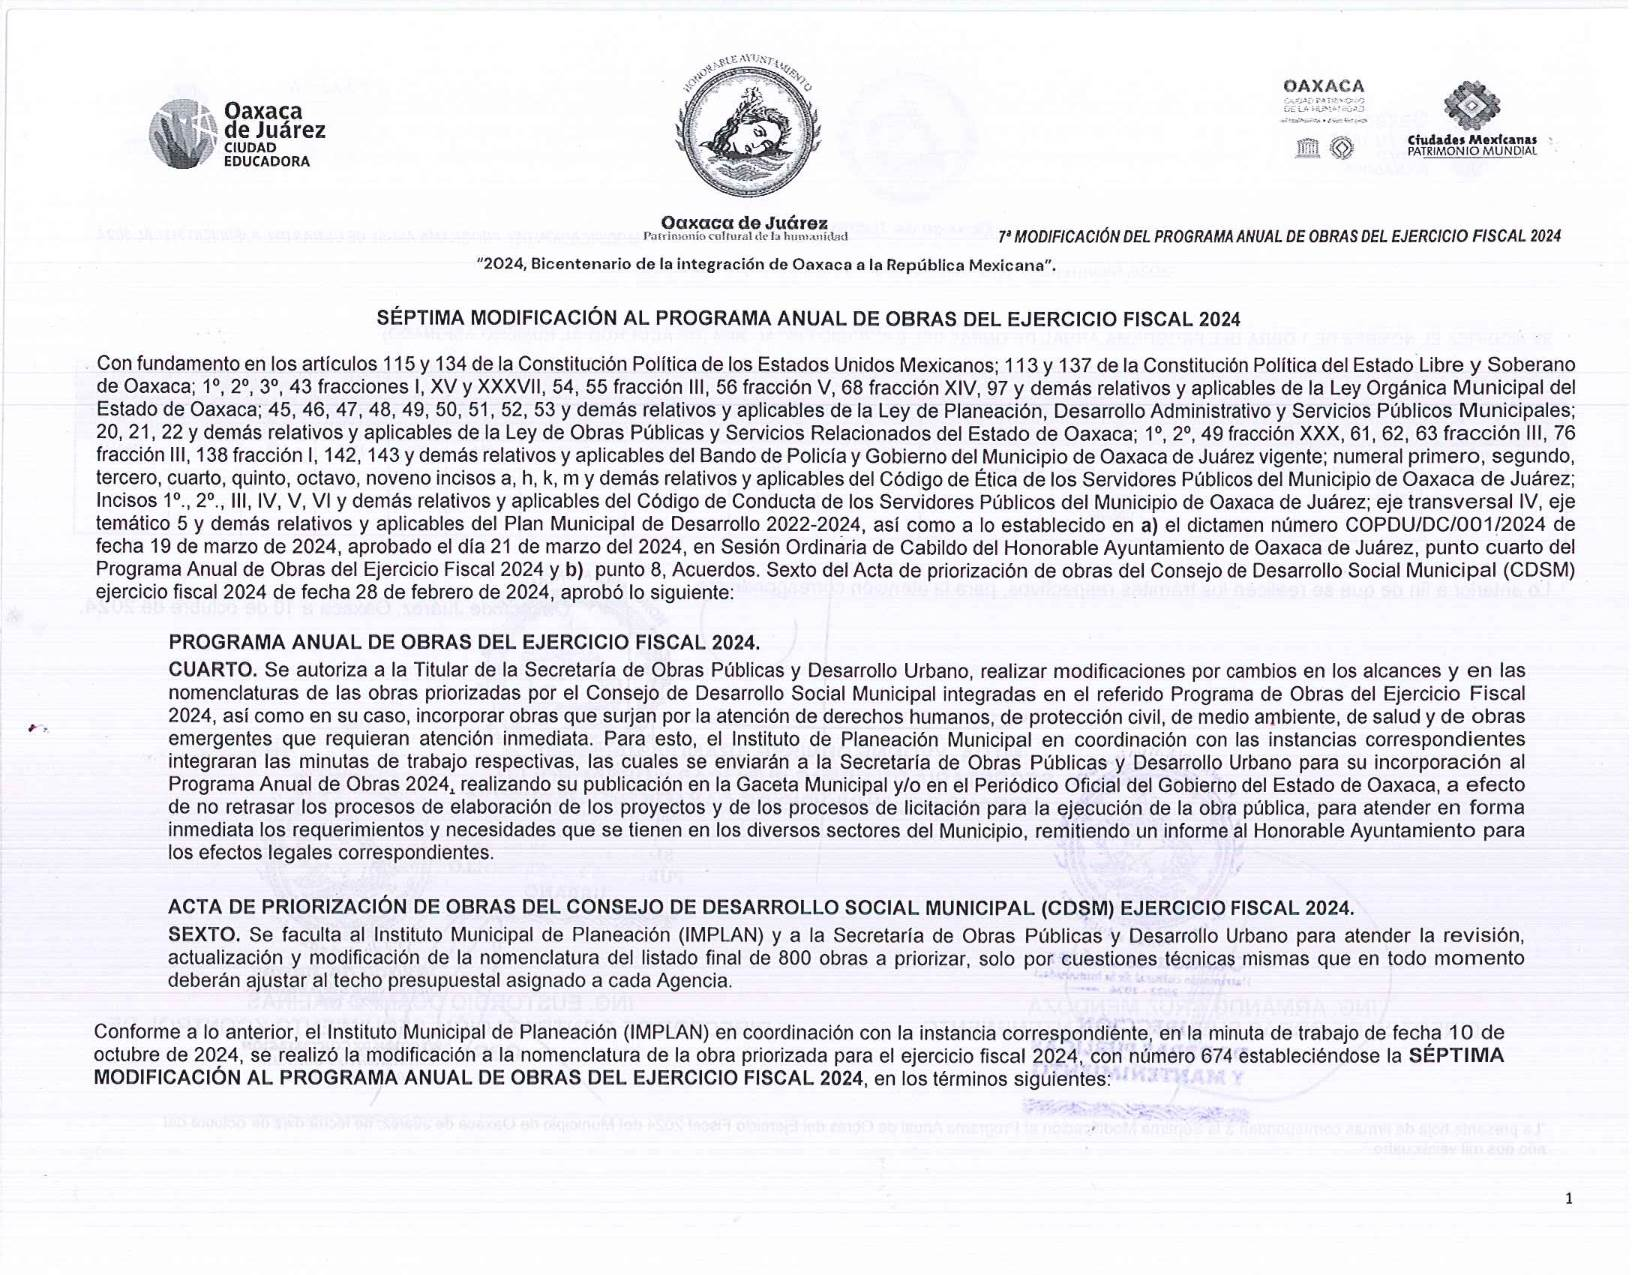 Oaxaca
de Juárez
CIUDAD
EDUCADORA
HONORABLE AYUNTAMIENTO
Oaxaca de Juárez
Patrimonio cultural de la humanidad
OAXACA
CIUDAD PATRIMONIO
DE LA HUMANIDAD
Ciudades Mexicanas
PATRIMONIO MUNDIAL
7ª MODIFICACIÓN DEL PROGRAMA ANUAL DE OBRAS DEL EJERCICIO FISCAL 2024
"2024, Bicentenario de la integración de Oaxaca a la República Mexicana".
SÉPTIMA MODIFICACIÓN AL PROGRAMA ANUAL DE OBRAS DEL EJERCICIO FISCAL 2024
Con fundamento en los artículos 115 y 134 de la Constitución Política de los Estados Unidos Mexicanos; 113 y 137 de la Constitución Política del Estado Libre y Soberano
de Oaxaca; 1º, 2º, 3º, 43 fracciones I, XV y XXXVII, 54, 55 fracción III, 56 fracción V, 68 fracción XIV, 97 y demás relativos y aplicables de la Ley Orgánica Municipal del
Estado de Oaxaca; 45, 46, 47, 48, 49, 50, 51, 52, 53 y demás relativos y aplicables de la Ley de Planeación, Desarrollo Administrativo y Servicios Públicos Municipales;
20, 21, 22 y demás relativos y aplicables de la Ley de Obras Públicas y Servicios Relacionados del Estado de Oaxaca; 1º, 2º, 49 fracción XXX, 61, 62, 63 fracción III, 76
fracción III, 138 fracción I, 142, 143 y demás relativos y aplicables del Bando de Policía y Gobierno del Municipio de Oaxaca de Juárez vigente; numeral primero, segundo,
tercero, cuarto, quinto, octavo, noveno incisos a, h, k, m y demás relativos y aplicables del Código de Ética de los Servidores Públicos del Municipio de Oaxaca de Juárez;
Incisos 1º., 2º., III, IV, V, VI y demás relativos y aplicables del Código de Conducta de los Servidores Públicos del Municipio de Oaxaca de Juárez; eje transversal IV, eje
temático 5 y demás relativos y aplicables del Plan Municipal de Desarrollo 2022-2024, así como a lo establecido en a) el dictamen número COPDU/DC/001/2024 de
fecha 19 de marzo de 2024, aprobado el día 21 de marzo del 2024, en Sesión Ordinaria de Cabildo del Honorable Ayuntamiento de Oaxaca de Juárez, punto cuarto del
Programa Anual de Obras del Ejercicio Fiscal 2024 y b) punto 8, Acuerdos. Sexto del Acta de priorización de obras del Consejo de Desarrollo Social Municipal (CDSM)
ejercicio fiscal 2024 de fecha 28 de febrero de 2024, aprobó lo siguiente:
PROGRAMA ANUAL DE OBRAS DEL EJERCICIO FISCAL 2024.
CUARTO. Se autoriza a la Titular de la Secretaría de Obras Públicas y Desarrollo Urbano, realizar modificaciones por cambios en los alcances y en las
nomenclaturas de las obras priorizadas por el Consejo de Desarrollo Social Municipal integradas en el referido Programa de Obras del Ejercicio Fiscal
2024, así como en su caso, incorporar obras que surjan por la atención de derechos humanos, de protección civil, de medio ambiente, de salud y de obras
emergentes que requieran atención inmediata. Para esto, el Instituto de Planeación Municipal en coordinación con las instancias correspondientes
integraran las minutas de trabajo respectivas, las cuales se enviarán a la Secretaría de Obras Públicas y Desarrollo Urbano para su incorporación al
Programa Anual de Obras 2024, realizando su publicación en la Gaceta Municipal y/o en el Periódico Oficial del Gobierno del Estado de Oaxaca, a efecto
de no retrasar los procesos de elaboración de los proyectos y de los procesos de licitación para la ejecución de la obra pública, para atender en forma
inmediata los requerimientos y necesidades que se tienen en los diversos sectores del Municipio, remitiendo un informe al Honorable Ayuntamiento para
los efectos legales correspondientes.
ACTA DE PRIORIZACIÓN DE OBRAS DEL CONSEJO DE DESARROLLO SOCIAL MUNICIPAL (CDSM) EJERCICIO FISCAL 2024.
SEXTO. Se faculta al Instituto Municipal de Planeación (IMPLAN) y a la Secretaría de Obras Públicas y Desarrollo Urbano para atender la revisión,
actualización y modificación de la nomenclatura del listado final de 800 obras a priorizar, solo por cuestiones técnicas mismas que en todo momento
deberán ajustar al techo presupuestal asignado a cada Agencia.
Conforme a lo anterior, el Instituto Municipal de Planeación (IMPLAN) en coordinación con la instancia correspondiente, en la minuta de trabajo de fecha 10 de
octubre de 2024, se realizó la modificación a la nomenclatura de la obra priorizada para el ejercicio fiscal 2024, con número 674 estableciéndose la SÉPTIMA
MODIFICACIÓN AL PROGRAMA ANUAL DE OBRAS DEL EJERCICIO FISCAL 2024, en los términos siguientes:
1